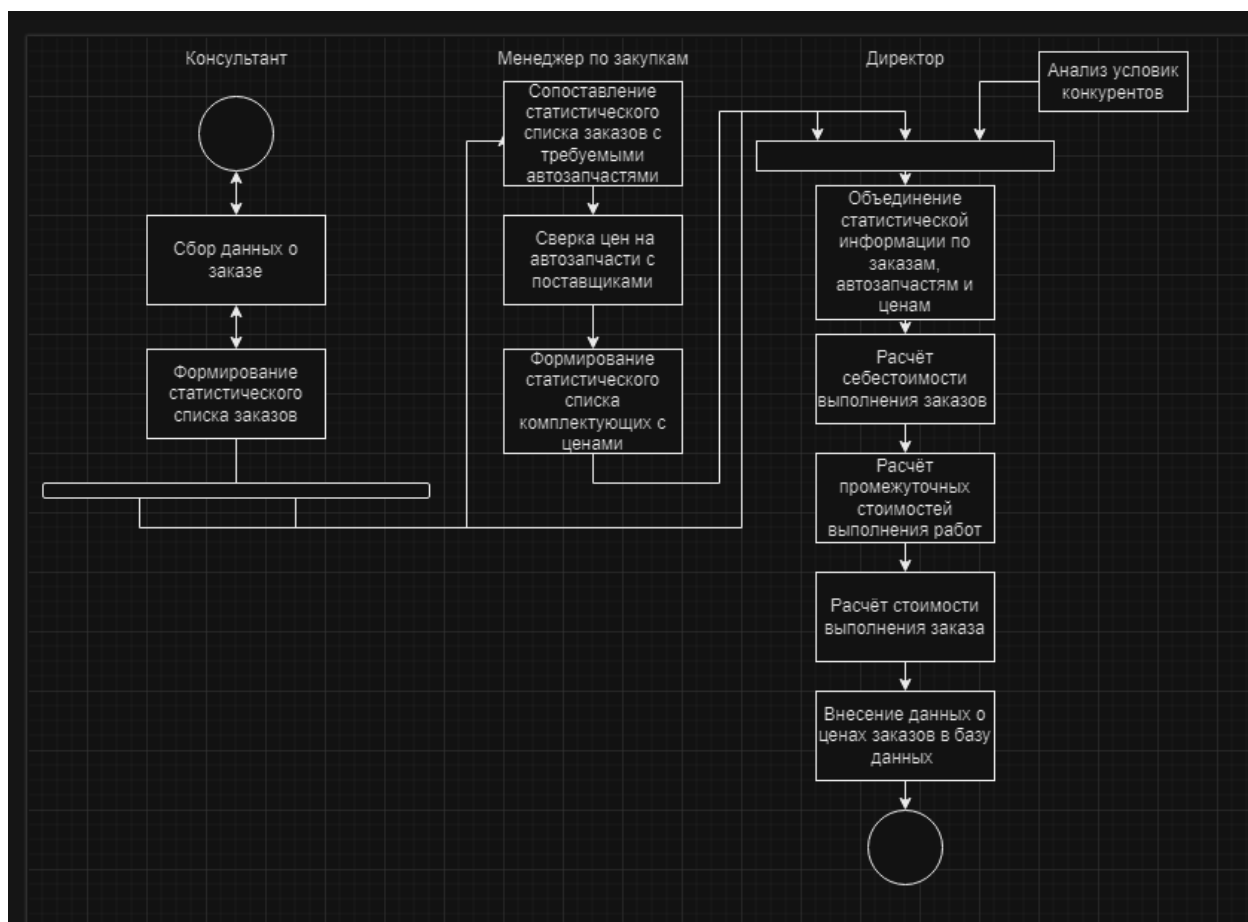 Консультант
Менеджер по закупкам
Директор
Анализ условик
конкурентов
Сбор данных о
заказе
Формирование
статистического
списка заказов
Сопоставление
статистического
списка заказов с
требуемыми
автозапчастями
Сверка цен на
автозапчасти с
поставщиками
Формирование
статистического
списка
комплектующих с
ценами
Объединение
статистической
информации по
заказам,
автозапчастям и
ценам
Расчёт
себестоимости
выполнения заказов
Расчёт
промежуточных
стоимостей
выполнения работ
Расчёт стоимости
выполнения заказа
Внесение данных о
ценах заказов в базу
данных